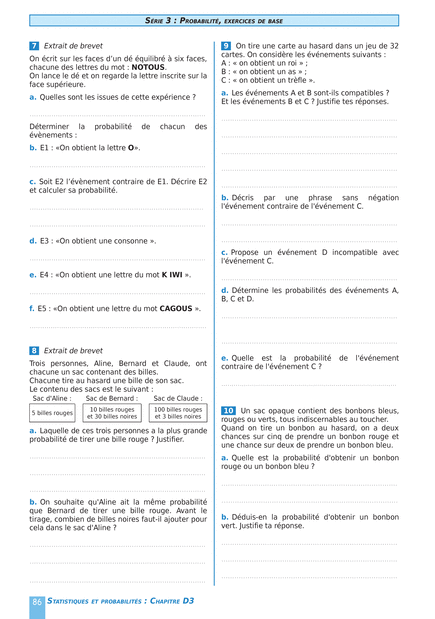 SÉRIE 3 : PROBABILITÉ, EXERCICES DE BASE
7 Extrait de brevet
On écrit sur les faces d'un dé équilibré à six faces,
chacune des lettres du mot : NOTOUS.
On lance le dé et on regarde la lettre inscrite sur la
face supérieure.
a. Quelles sont les issues de cette expérience ?
Déterminer la probabilité de chacun des
évènements :
b. E1 : «On obtient la lettre O».
c. Soit E2 l'évènement contraire de E1. Décrire E2
et calculer sa probabilité.
d. E3 : «On obtient une consonne ».
e. E4 : «On obtient une lettre du mot K IWI ».
f. E5 : «On obtient une lettre du mot CAGOUS ».
8 Extrait de brevet
Trois personnes, Aline, Bernard et Claude, ont
chacune un sac contenant des billes.
Chacune tire au hasard une bille de son sac.
Le contenu des sacs est le suivant :
Sac d'Aline : Sac de Bernard : Sac de Claude :
5 billes rouges 10 billes rouges 100 billes rouges
et 30 billes noires et 3 billes noires
a. Laquelle de ces trois personnes a la plus grande
probabilité de tirer une bille rouge ? Justifier.
b. On souhaite qu'Aline ait la même probabilité
que Bernard de tirer une bille rouge. Avant le
tirage, combien de billes noires faut-il ajouter pour
cela dans le sac d'Aline ?
9 On tire une carte au hasard dans un jeu de 32
cartes. On considère les événements suivants :
A : « on obtient un roi » ;
B : « on obtient un as » ;
C : « on obtient un trèfle ».
a. Les événements A et B sont-ils compatibles ?
Et les événements B et C ? Justifie tes réponses.
b. Décris par une phrase sans négation
l'événement contraire de l'événement C.
c. Propose un événement D incompatible avec
l'événement C.
d. Détermine les probabilités des événements A,
B, C et D.
e. Quelle est la probabilité de l'événement
contraire de l'événement C ?
10 Un sac opaque contient des bonbons bleus,
rouges ou verts, tous indiscernables au toucher.
Quand on tire un bonbon au hasard, on a deux
chances sur cinq de prendre un bonbon rouge et
une chance sur deux de prendre un bonbon bleu.
a. Quelle est la probabilité d'obtenir un bonbon
rouge ou un bonbon bleu ?
b. Déduis-en la probabilité d'obtenir un bonbon
vert. Justifie ta réponse.
86 STATISTIQUES ET PROBABILITÉS : CHAPITRE D3